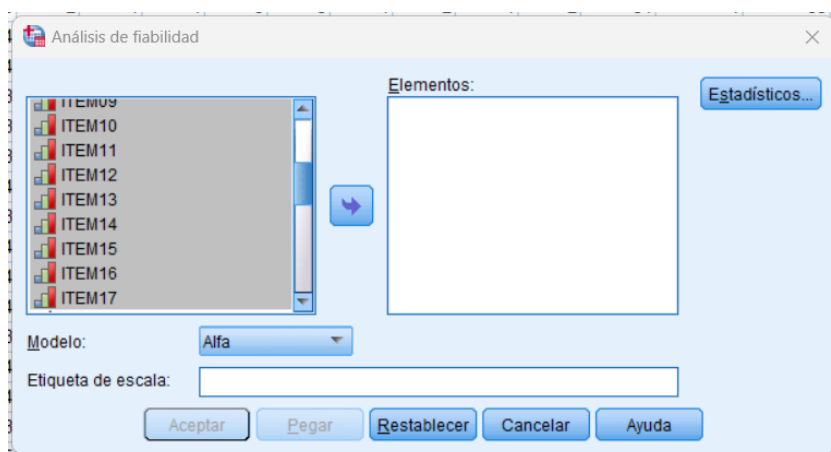 Análisis de fiabilidad
Elementos:
Estadísticos...
ITEM09
ITEM10
ITEM11
ITEM12
ITEM13
ITEM14
ITEM15
ITEM16
ITEM17
Modelo:
Alfa
Etiqueta de escala:
Aceptar
Pegar
Restablecer
Cancelar
Ayuda